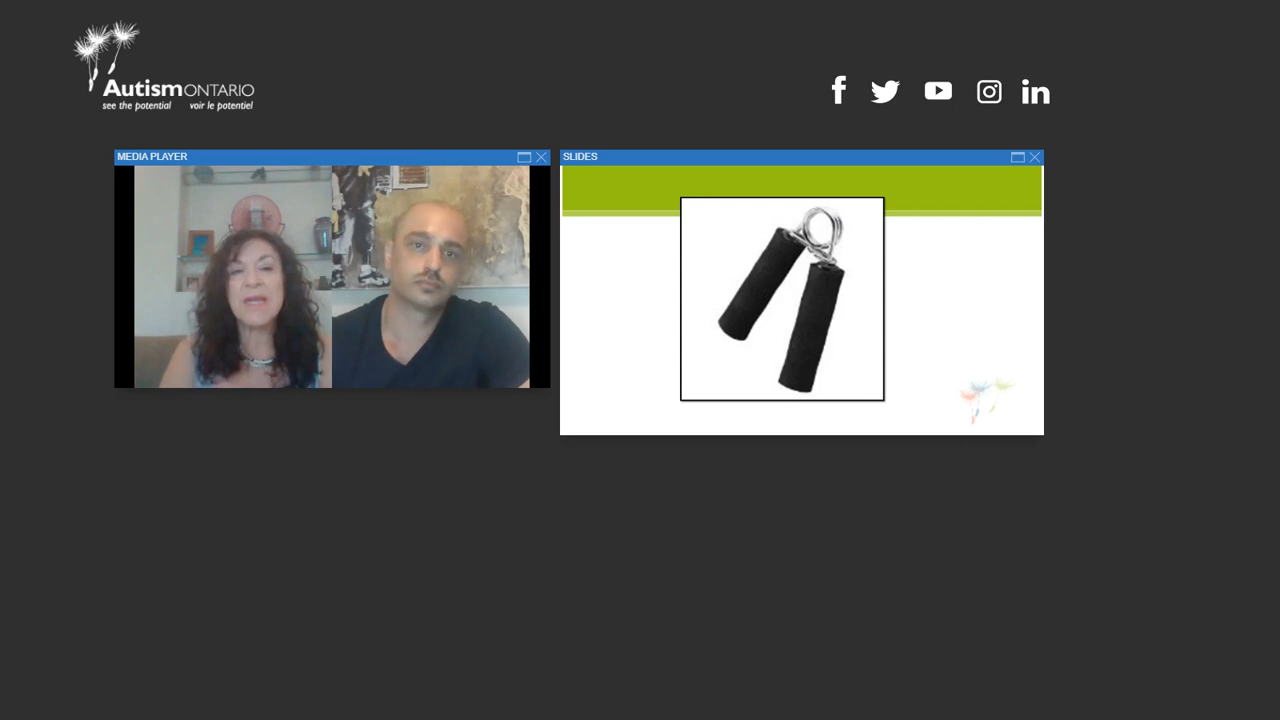 Autism ONTARIO
see the potential voir le potentiel
MEDIA PLAYER
SLIDES